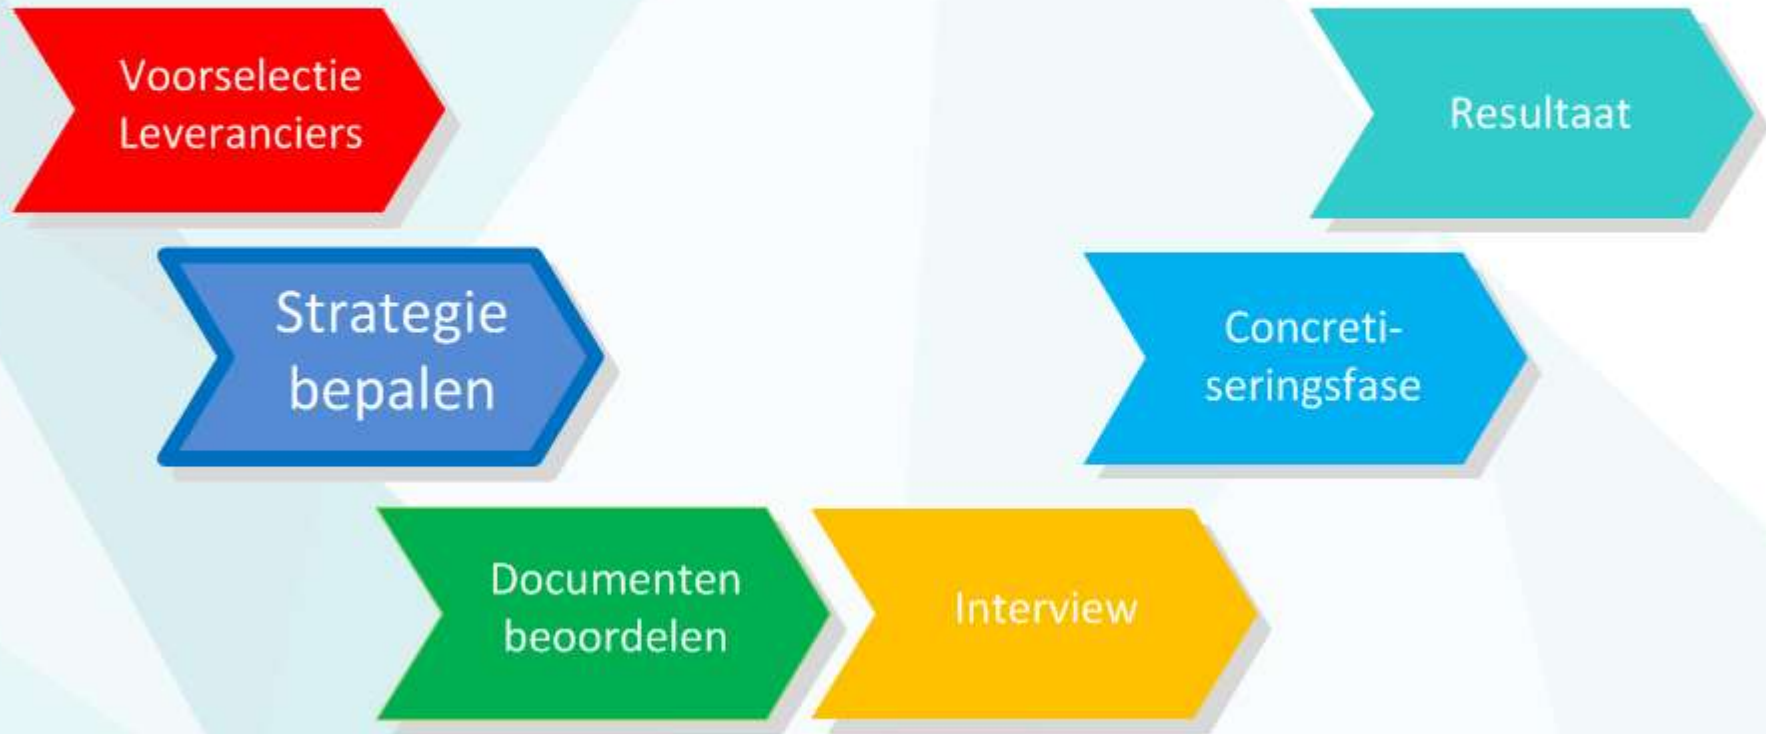 Voorselectie
Leveranciers
Strategie
bepalen
Documenten
beoordelen
Interview
Concreti-
seringsfase
Resultaat